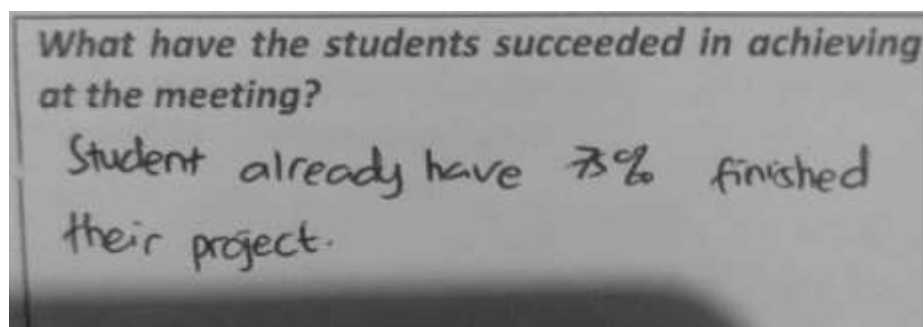 What have the students succeeded in achieving
at the meeting?
Student already have 75% finished
their project.